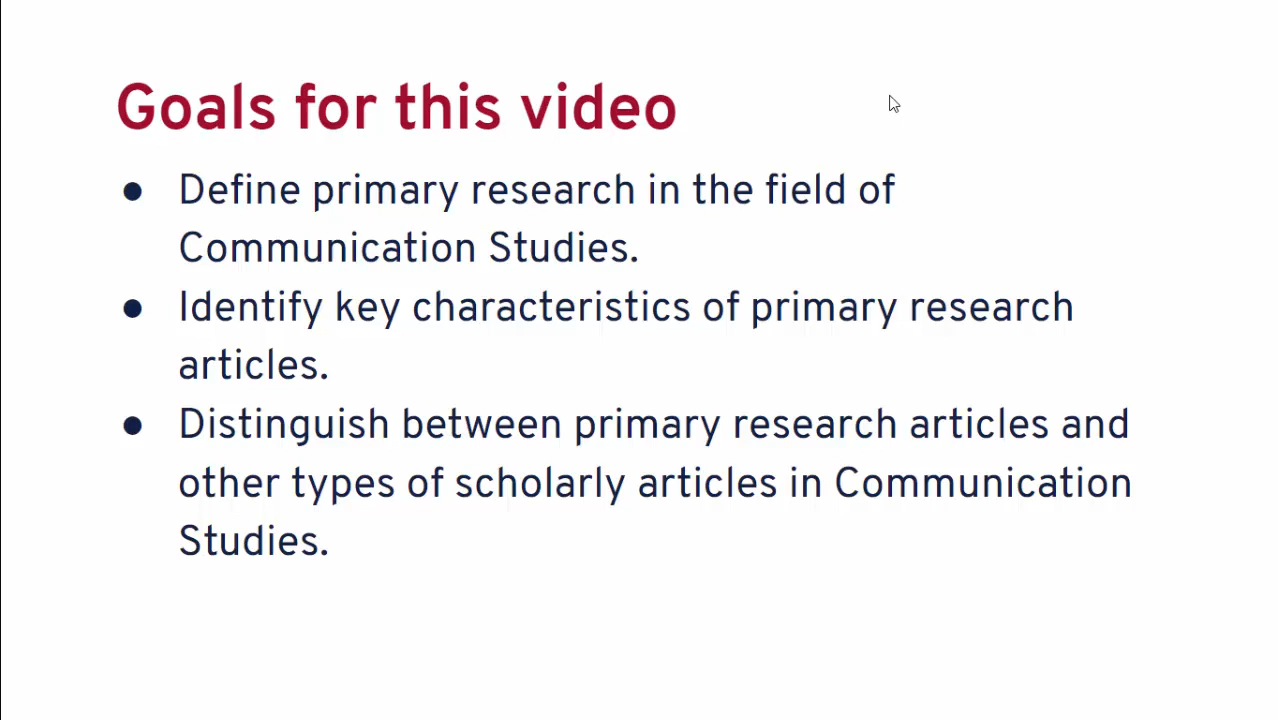 Goals for this video
● Define primary research in the field of
Communication Studies.
● Identify key characteristics of primary research
articles.
● Distinguish between primary research articles and
other types of scholarly articles in Communication
Studies.